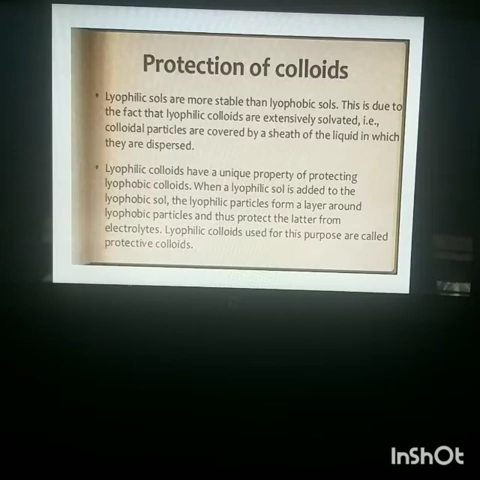 Protection of colloids
• Lyophilic sols are more stable than lyophobic sols. This is due to
the fact that lyophilic colloids are extensively solvated, i.e.,
colloidal particles are covered by a sheath of the liquid in which
they are dispersed.
• Lyophilic colloids have a unique property of protecting
lyophobic colloids. When a lyophilic sol is added to the
lyophobic sol, the lyophilic particles form a layer around
lyophobic particles and thus protect the latter from
electrolytes. Lyophilic colloids used for this purpose are called
protective colloids.
InShOt